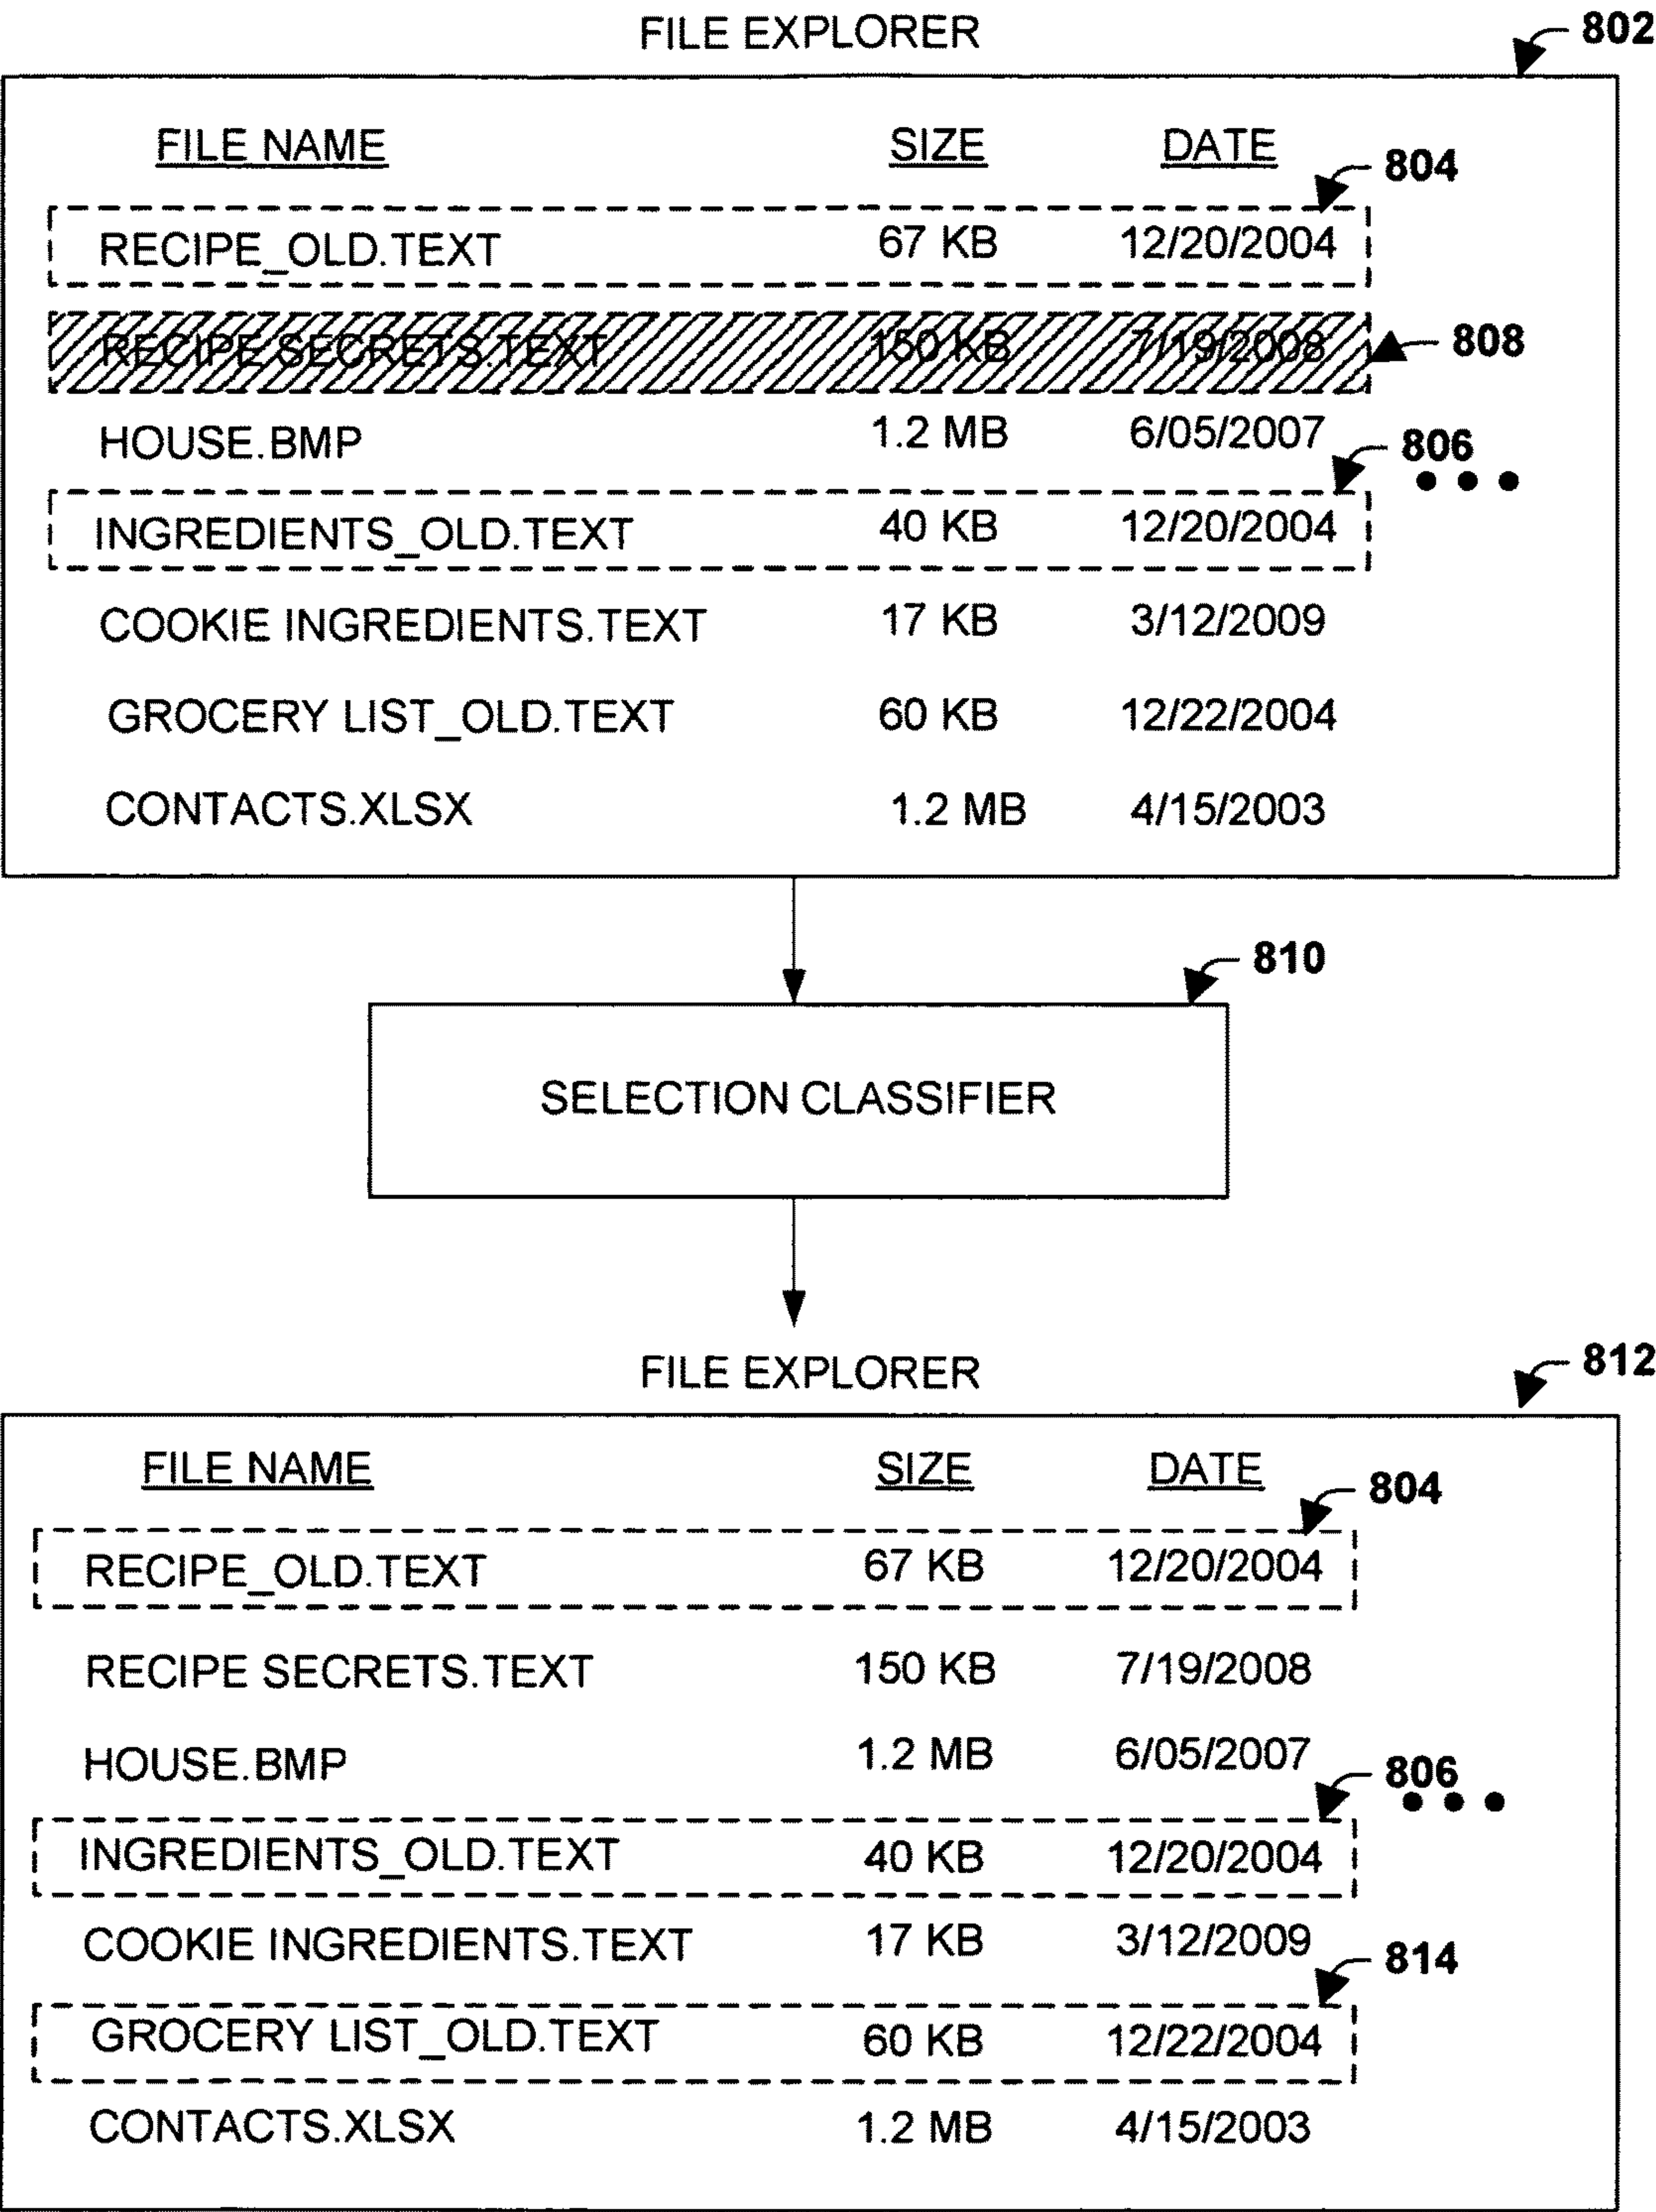 FILE EXPLORER
802
FILE NAME SIZE DATE
804
RECIPE_OLD.TEXT 67 KB 12/20/2004
RECIPE SECRETS.TEXT 150 KB 7/19/2008 808
HOUSE.BMP 1.2 MB 6/05/2007
806
INGREDIENTS_OLD.TEXT 40 KB 12/20/2004
COOKIE INGREDIENTS.TEXT 17 KB 3/12/2009
GROCERY LIST_OLD.TEXT 60 KB 12/22/2004
CONTACTS.XLSX 1.2 MB 4/15/2003
810
SELECTION CLASSIFIER
FILE EXPLORER
812
FILE NAME SIZE DATE
804
RECIPE_OLD.TEXT 67 KB 12/20/2004
RECIPE SECRETS.TEXT 150 KB 7/19/2008
HOUSE.BMP 1.2 MB 6/05/2007
806
INGREDIENTS_OLD.TEXT 40 KB 12/20/2004
COOKIE INGREDIENTS.TEXT 17 KB 3/12/2009
814
GROCERY LIST_OLD.TEXT 60 KB 12/22/2004
CONTACTS.XLSX 1.2 MB 4/15/2003